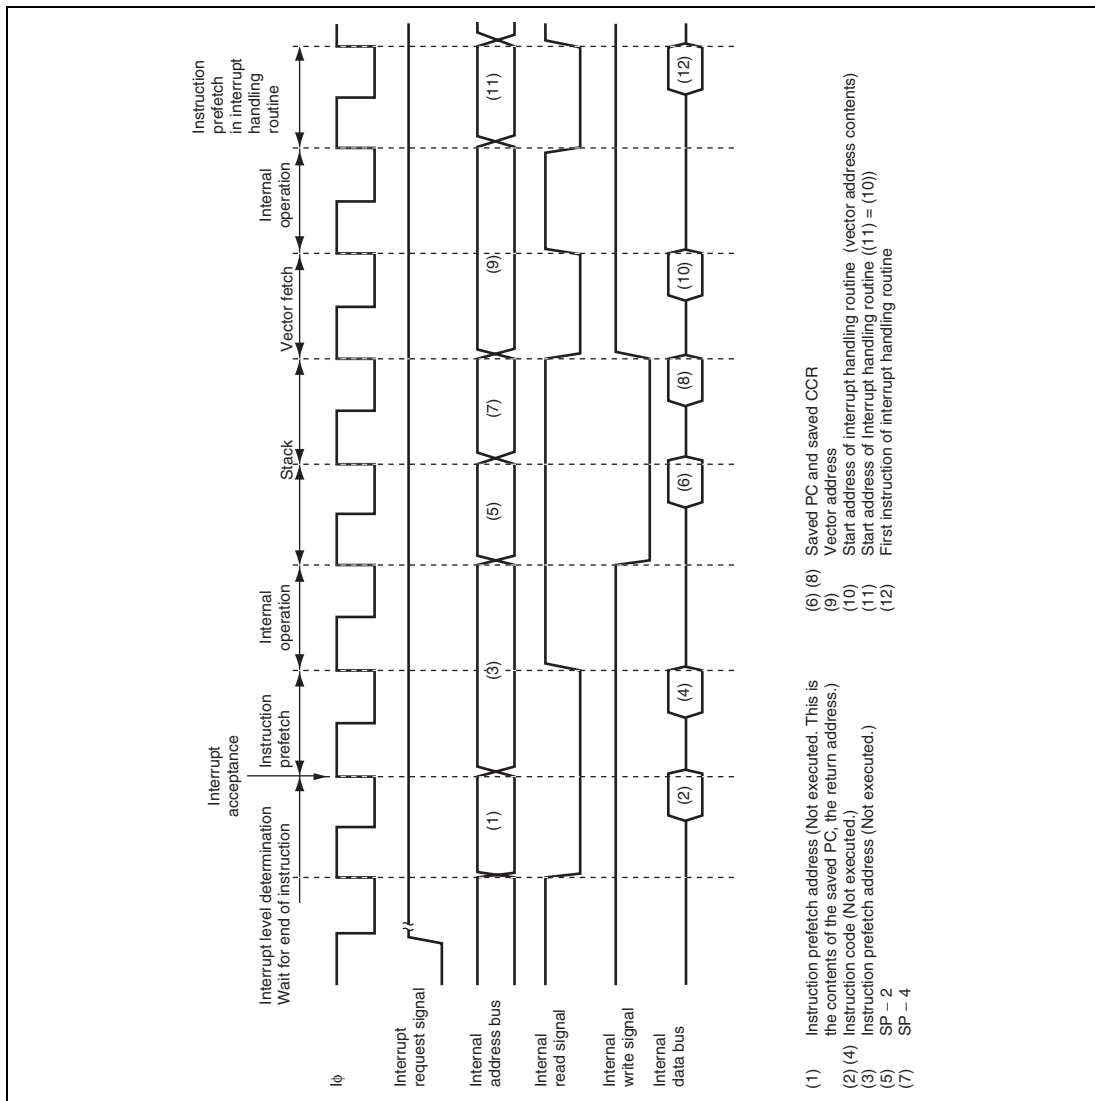 Interrupt
acceptance
Interrupt level determination
Wait for end of instruction
Instruction
prefetch
Internal
operation
Stack
Vector fetch
Internal
operation
Instruction
prefetch
in interrupt
handling
routine
Iφ
Interrupt
request signal
Internal
address bus
(1)
(3)
(5)
(7)
(9)
(11)
Internal
read signal
Internal
write signal
Internal
data bus
(2)
(4)
(6)
(8)
(10)
(12)
(1) Instruction prefetch address (Not executed. This is
the contents of the saved PC, the return address.)
(2) (4) Instruction code (Not executed.)
(3) Instruction prefetch address (Not executed.)
(5) SP – 2
(7) SP – 4
(6) (8) Saved PC and saved CCR
(9) Vector address
(10) Start address of interrupt handling routine (vector address contents)
(11) Start address of Interrupt handling routine ((11) = (10))
(12) First instruction of interrupt handling routine